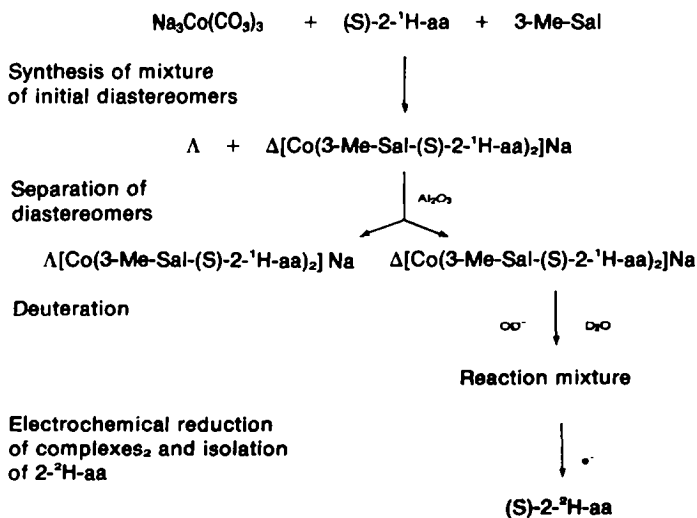 Na₃Co(CO₃)₃ + (S)-2-¹H-aa + 3-Me-Sal
Synthesis of mixture
of initial diastereomers
Λ + Δ[Co(3-Me-Sal-(S)-2-¹H-aa)₂]Na
Separation of
diastereomers
Al₂O₃
Λ[Co(3-Me-Sal-(S)-2-¹H-aa)₂] Na Δ[Co(3-Me-Sal-(S)-2-¹H-aa)₂]Na
Deuteration
OD⁻ D₂O
Reaction mixture
Electrochemical reduction
of complexes₂ and isolation
of 2-²H-aa
e⁻
(S)-2-²H-aa